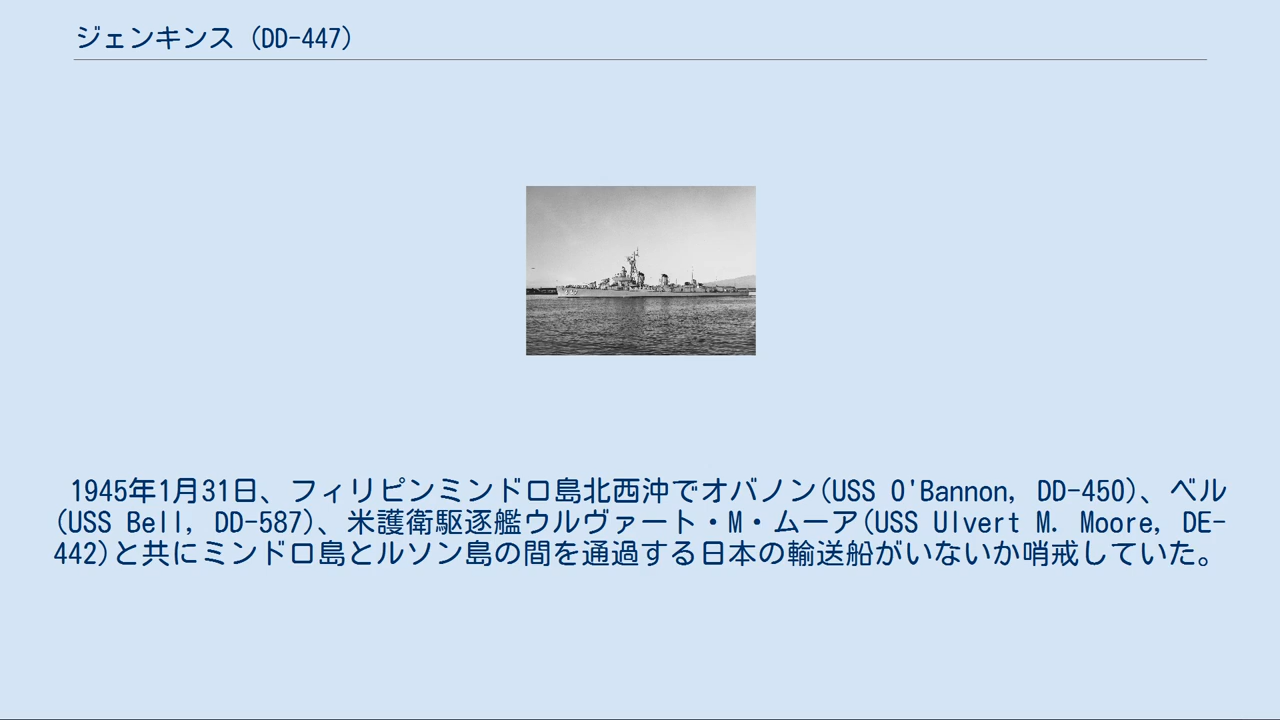 ジェンキンス (DD-447)
1945年1月31日、フィリピンミンドロ島北西沖でオバノン(USS O'Bannon, DD-450)、ベル
(USS Bell, DD-587)、米護衛駆逐艦ウルヴァート・M・ムーア(USS Ulvert M. Moore, DE-
442)と共にミンドロ島とルソン島の間を通過する日本の輸送船がいないか哨戒していた。